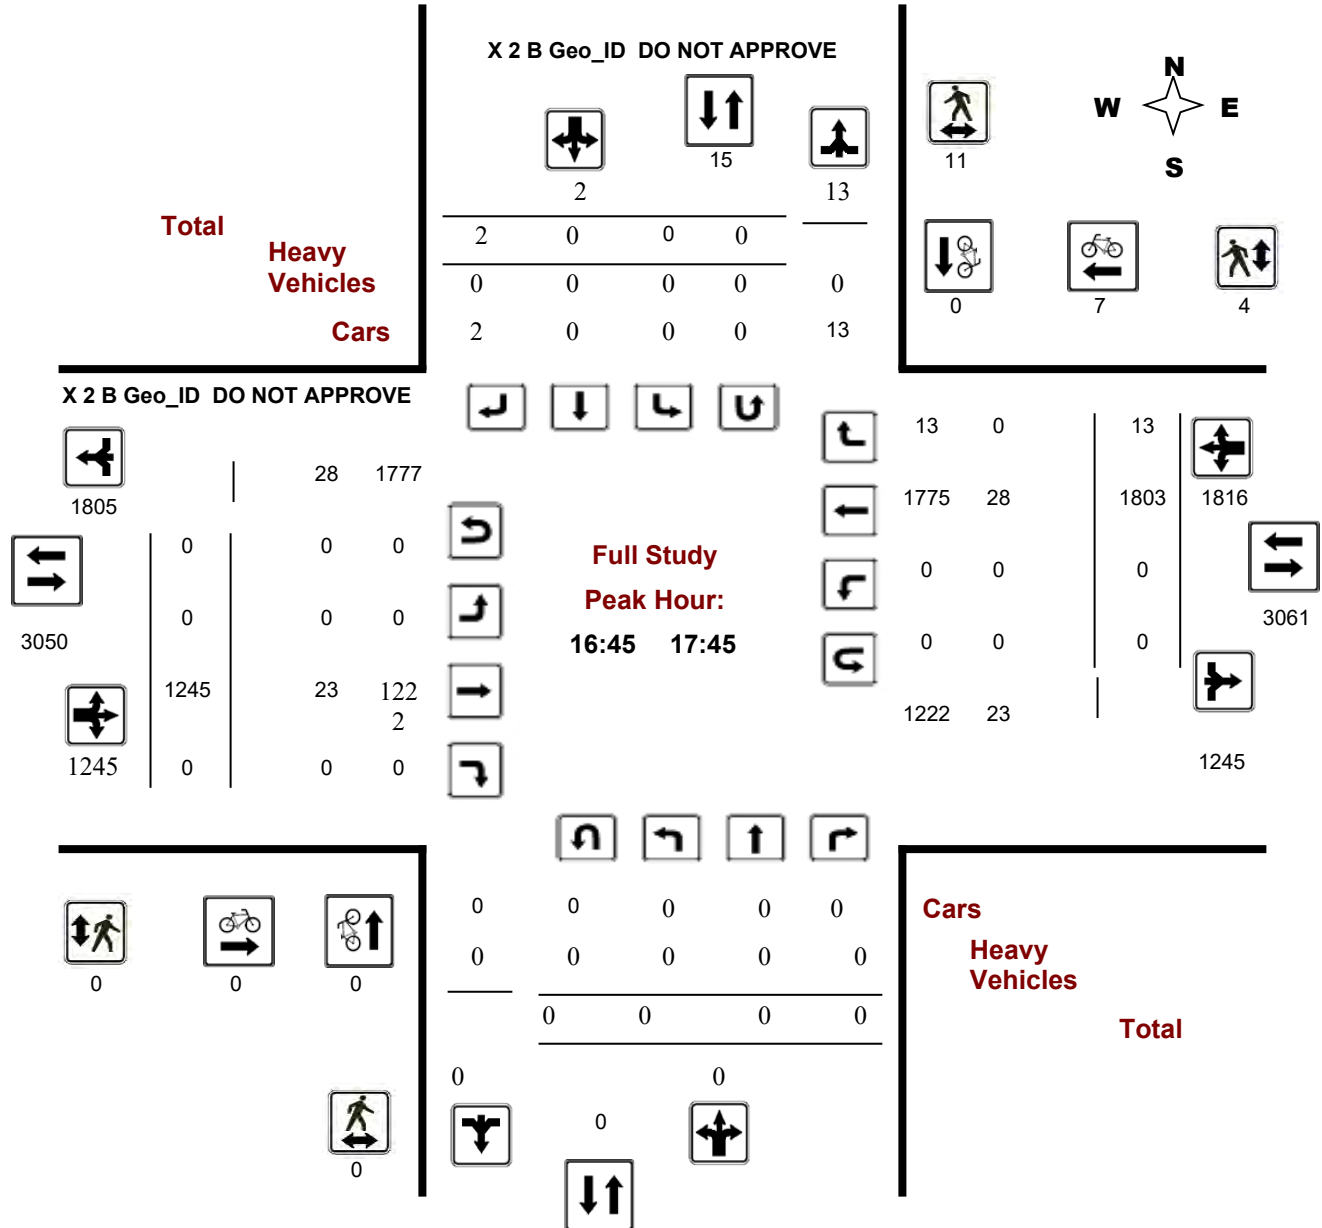 X 2 B Geo_ID DO NOT APPROVE
N
W E
S
15
11
2
13
Total
2 0 0 0
Heavy
Vehicles
0 0 0 0 0
0 7 4
Cars
2 0 0 0 13
X 2 B Geo_ID DO NOT APPROVE
13 0 13
28 1777
1805
1775 28 1803 1816
0 0 0
Full Study
0 0 0
Peak Hour:
0 0 0
3061
3050
16:45 17:45
0 0 0
1245 23 122
2
1222 23
1245 0 0 0
1245
0 0 0 0 0
Cars
0 0 0 0 0
Heavy
Vehicles
0 0 0
0 0 0 0
Total
0 0
0
0